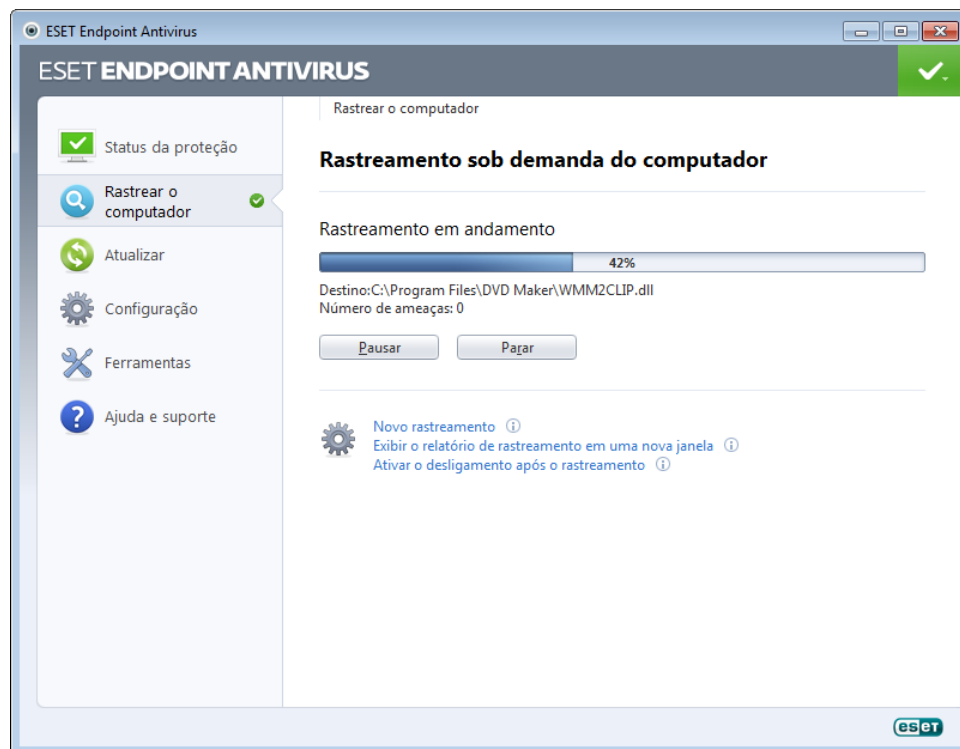 ESET Endpoint Antivirus
ESET ENDPOINT ANTIVIRUS
Status da proteção
Rastrear o
computador
Atualizar
Configuração
Ferramentas
Ajuda e suporte
Rastrear o computador
Rastreamento sob demanda do computador
Rastreamento em andamento
42%
Destino:C:\Program Files\DVD Maker\WMM2CLIP.dll
Número de ameaças: 0
Pausar Parar
Novo rastreamento
Exibir o relatório de rastreamento em uma nova janela
Ativar o desligamento após o rastreamento
eseT